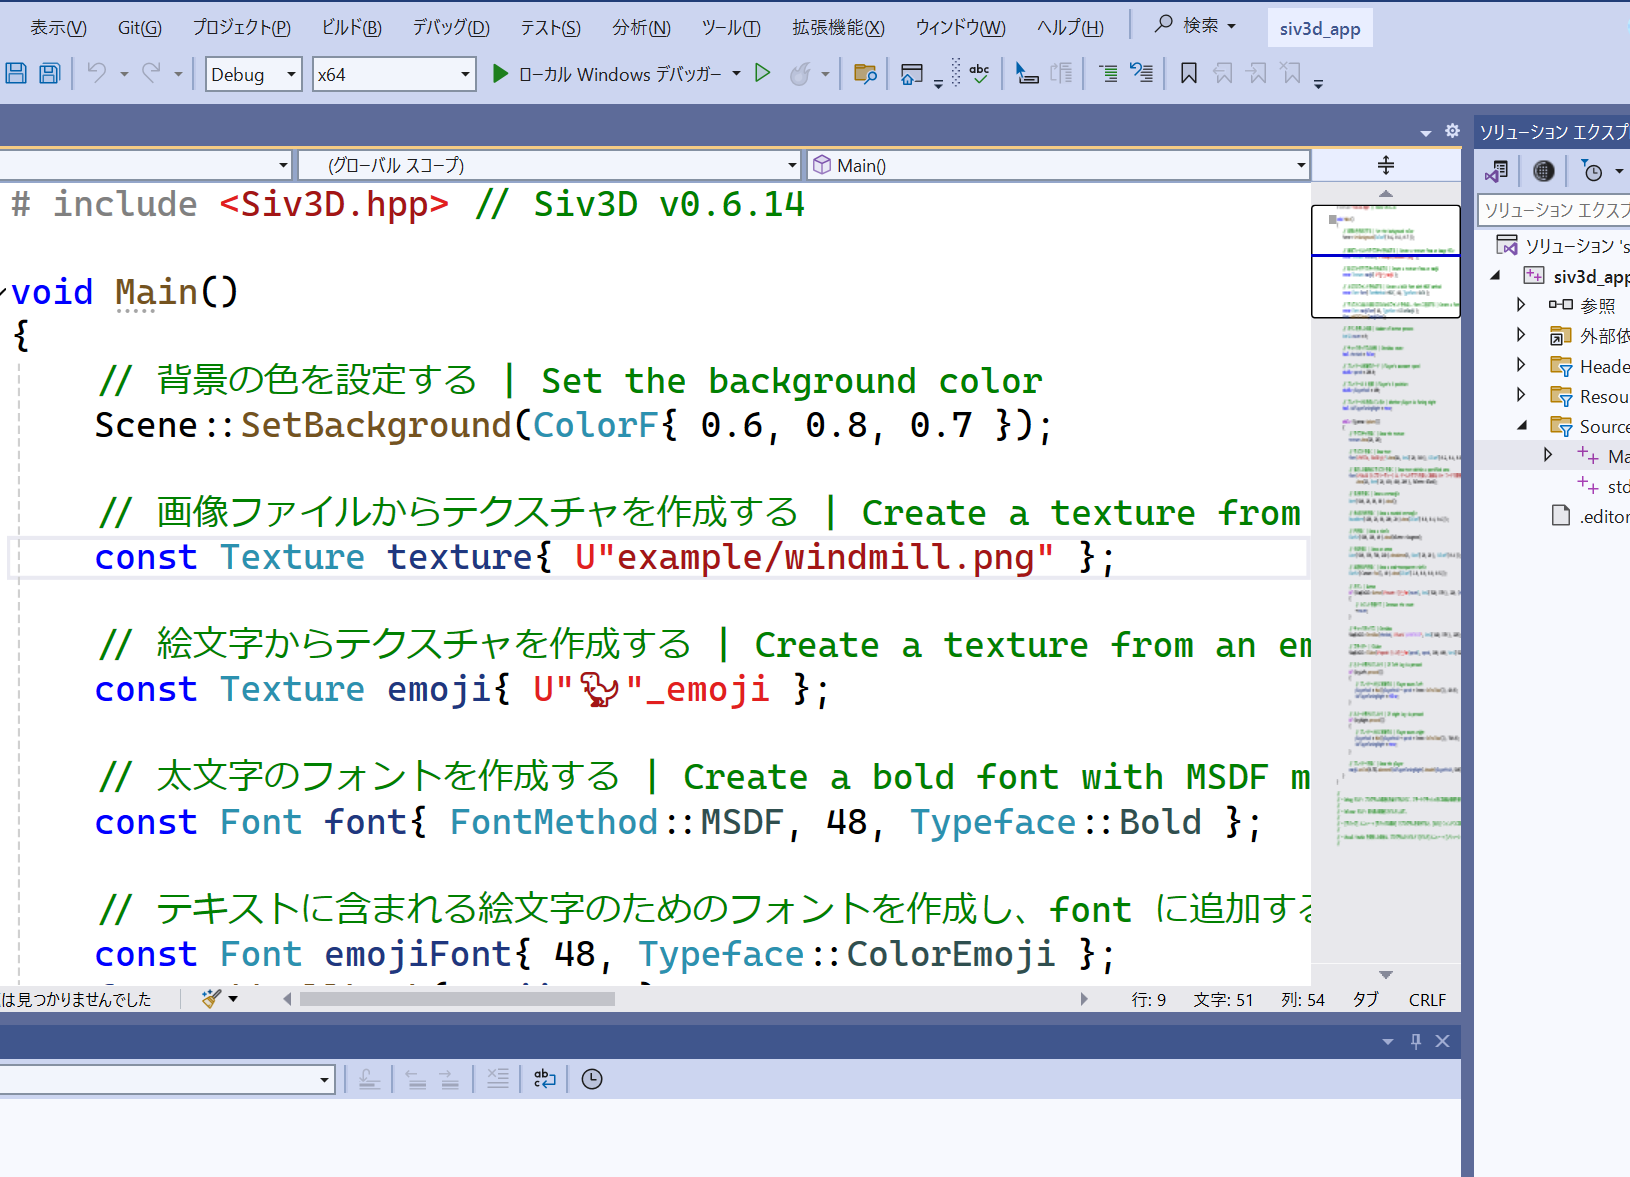 表示(V) Git(G) プロジェクト(P) ビルド(B) デバッグ(D) テスト(S) 分析(N) ツール(T) 拡張機能(X) ウィンドウ(W) ヘルプ(H) 検索 siv3d_app
Debug x64 ローカル Windows デバッガー
(グローバル スコープ) Main()
# include <Siv3D.hpp> // Siv3D v0.6.14
void Main()
{
// 背景の色を設定する | Set the background color
Scene::SetBackground(ColorF{ 0.6, 0.8, 0.7 });
// 画像ファイルからテクスチャを作成する | Create a texture from
const Texture texture{ U"example/windmill.png" };
// 絵文字からテクスチャを作成する | Create a texture from an em
const Texture emoji{ U"🦖"_emoji };
// 太文字のフォントを作成する | Create a bold font with MSDF m
const Font font{ FontMethod::MSDF, 48, Typeface::Bold };
// テキストに含まれる絵文字のためのフォントを作成し、font に追加する
const Font emojiFont{ 48, Typeface::ColorEmoji };
は見つかりませんでした 行: 9 文字: 51 列: 54 タブ CRLF
ソリューション エクスプ
ソリューション エクスプ
ソリューション 's
siv3d_app
参照
外部依
Heade
Resou
Source
Ma
std
.editor